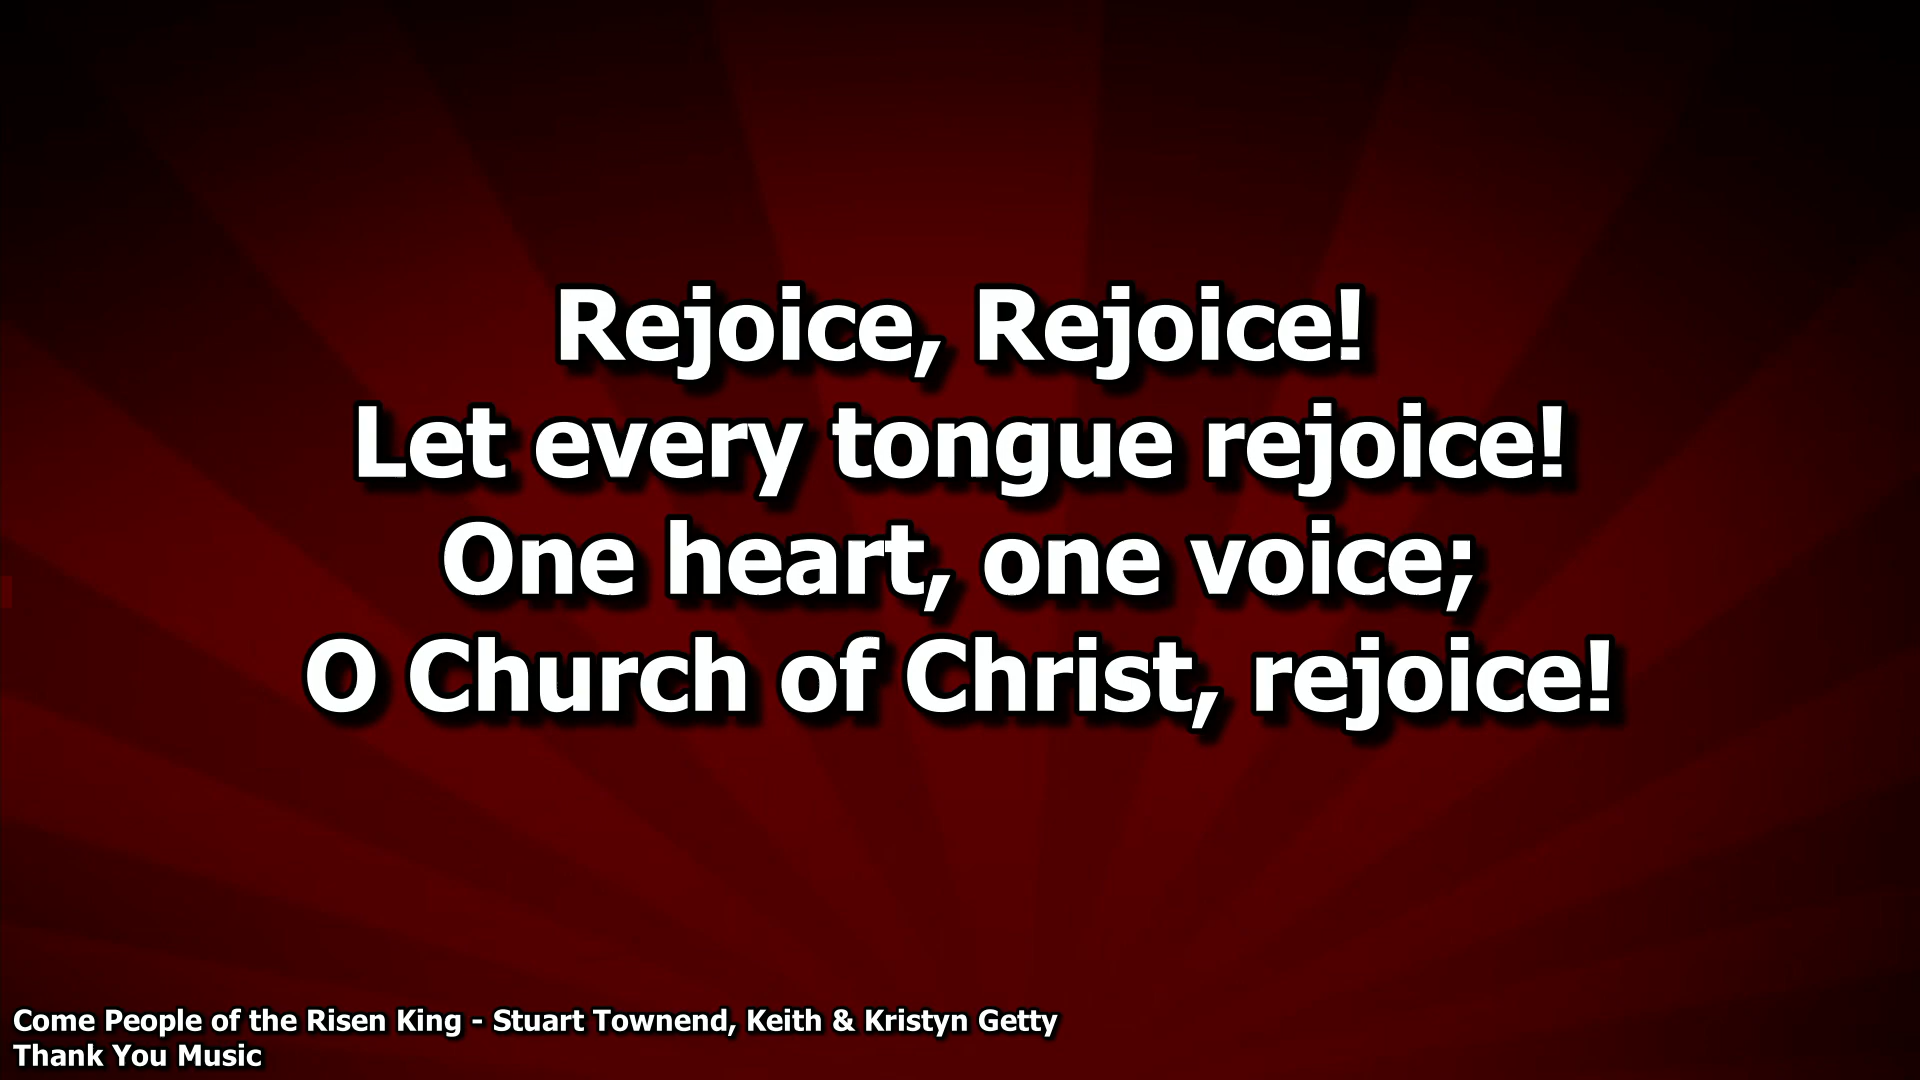 Rejoice, Rejoice!
Let every tongue rejoice!
One heart, one voice;
O Church of Christ, rejoice!
Come People of the Risen King - Stuart Townend, Keith & Kristyn Getty
Thank You Music